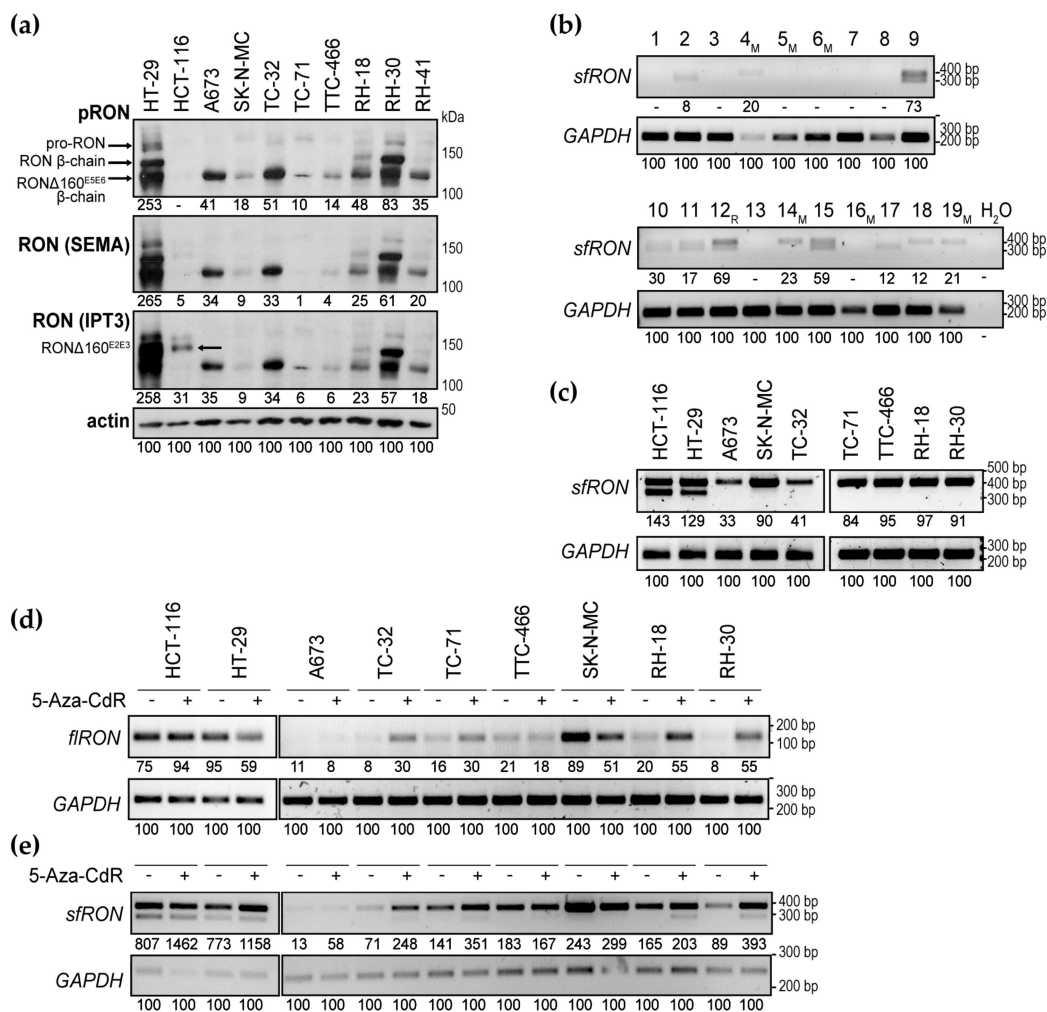 (a)
HT-29 HCT-116 A673 SK-N-MC TC-32 TC-71 TTC-466 RH-18 RH-30 RH-41
pRON kDa
pro-RON
RON β-chain
RONΔ160E5E6
β-chain
150
100
253 - 41 18 51 10 14 48 83 35
RON (SEMA)
150
100
265 5 34 9 33 1 4 25 61 20
RON (IPT3)
RONΔ160E2E3
150
100
258 31 35 9 34 6 6 23 57 18
50
actin
100 100 100 100 100 100 100 100 100 100
(b)
1 2 3 4M 5M 6M 7 8 9
sfRON
400 bp
300 bp
- 8 - 20 - - - - 73
GAPDH
300 bp
200 bp
100 100 100 100 100 100 100 100 100
10 11 12R 13 14M 15 16M 17 18 19M H2O
sfRON
400 bp
300 bp
30 17 69 - 23 59 - 12 12 21 -
GAPDH
300 bp
200 bp
100 100 100 100 100 100 100 100 100 100 -
(c)
HCT-116 HT-29 A673 SK-N-MC TC-32 TC-71 TTC-466 RH-18 RH-30
sfRON
500 bp
400 bp
300 bp
143 129 33 90 41 84 95 97 91
GAPDH
300 bp
200 bp
100 100 100 100 100 100 100 100 100
(d)
HCT-116 HT-29 A673 TC-32 TC-71 TTC-466 SK-N-MC RH-18 RH-30
5-Aza-CdR - + - + - + - + - + - + - + - + - +
flRON
200 bp
100 bp
75 94 95 59 11 8 8 30 16 30 21 18 89 51 20 55 8 55
GAPDH
300 bp
200 bp
100 100 100 100 100 100 100 100 100 100 100 100 100 100 100 100 100 100
(e)
5-Aza-CdR - + - + - + - + - + - + - + - + - +
sfRON
400 bp
300 bp
807 1462 773 1158 13 58 71 248 141 351 183 167 243 299 165 203 89 393
GAPDH
300 bp
200 bp
100 100 100 100 100 100 100 100 100 100 100 100 100 100 100 100 100 100